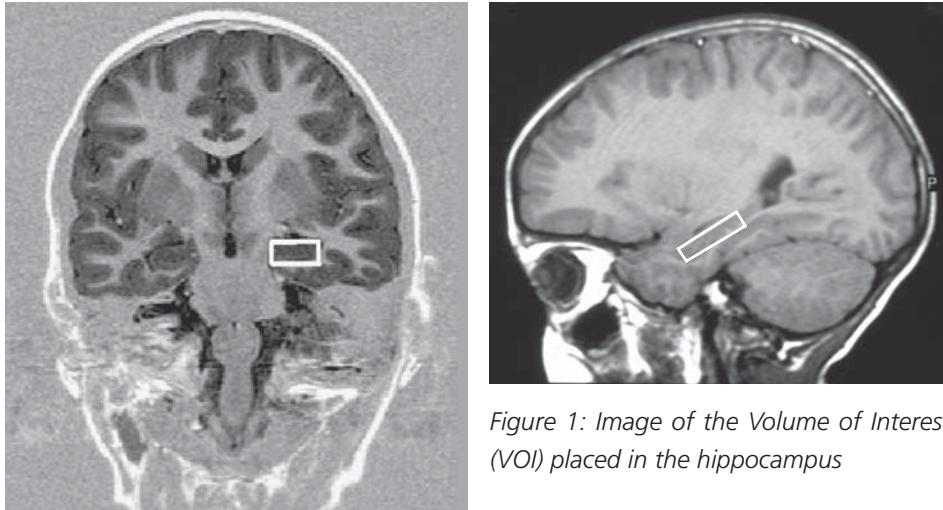 P
Figure 1: Image of the Volume of Interes
(VOI) placed in the hippocampus